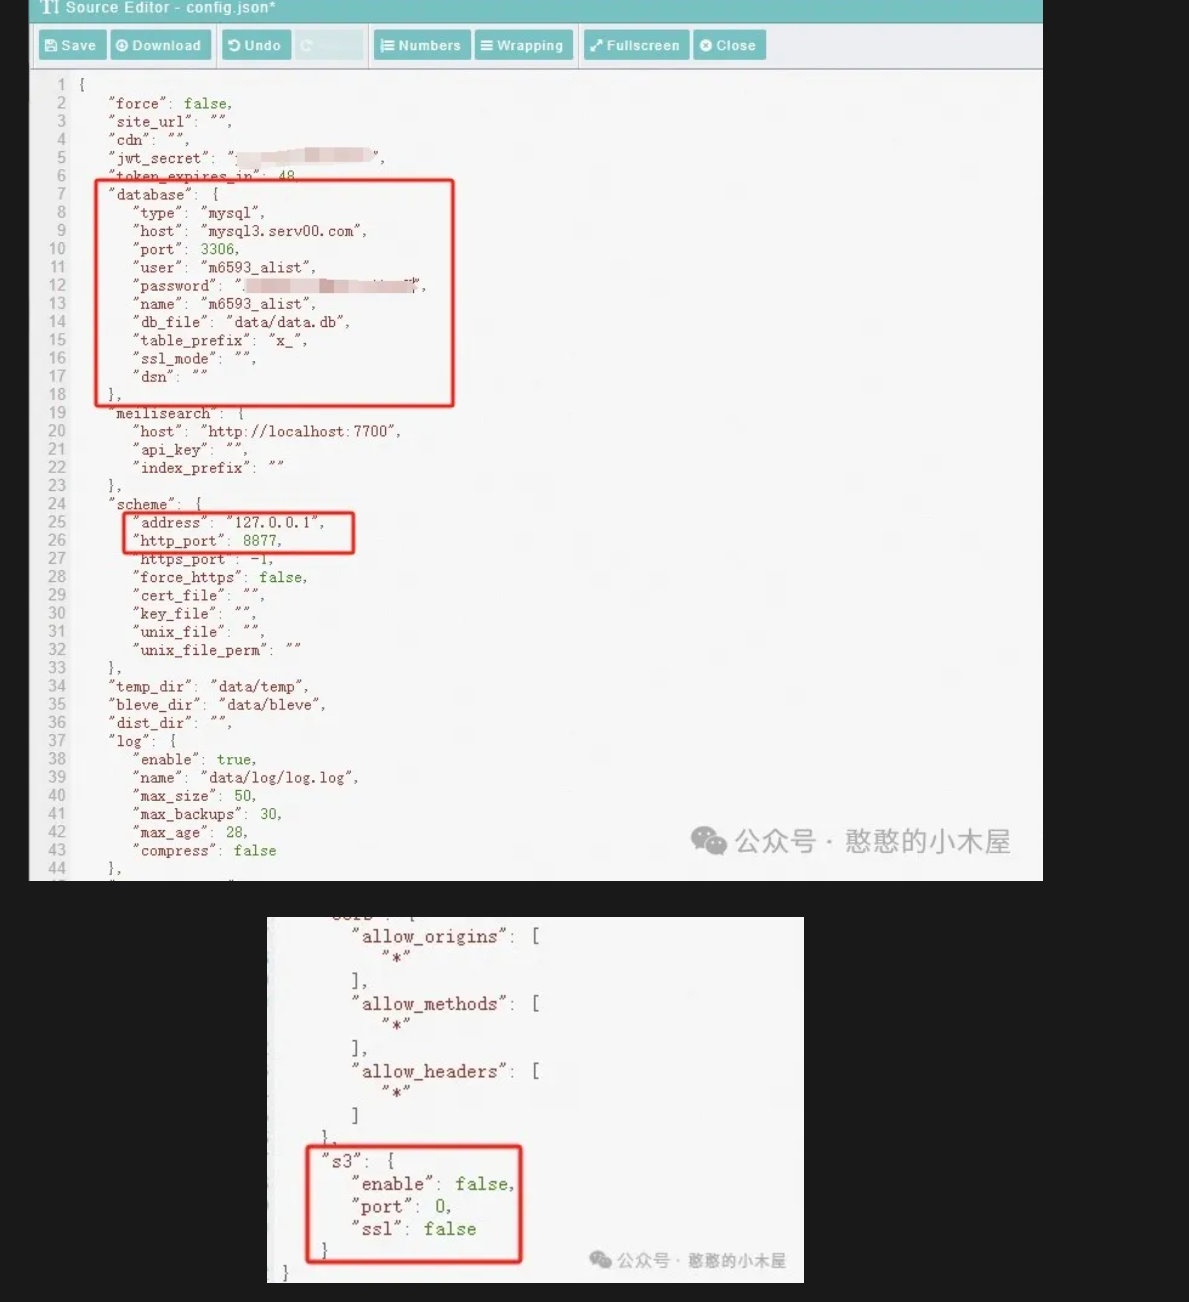 Source Editor - config.json*
Save Download Undo Numbers Wrapping Fullscreen Close
1 {
2 "force": false,
3 "site_url": "",
4 "cdn": "",
5 "jwt_secret": "",
6 "token_expires_in": 48,
7 "database": {
8 "type": "mysql",
9 "host": "mysql3.serv00.com",
10 "port": 3306,
11 "user": "m6593_alist",
12 "password": "",
13 "name": "m6593_alist",
14 "db_file": "data/data.db",
15 "table_prefix": "x_",
16 "ssl_mode": "",
17 "dsn": ""
18 },
19 "meilisearch": {
20 "host": "http://localhost:7700",
21 "api_key": "",
22 "index_prefix": ""
23 },
24 "scheme": {
25 "address": "127.0.0.1",
26 "http_port": 8877,
27 "https_port": -1,
28 "force_https": false,
29 "cert_file": "",
30 "key_file": "",
31 "unix_file": "",
32 "unix_file_perm": ""
33 },
34 "temp_dir": "data/temp",
35 "bleve_dir": "data/bleve",
36 "dist_dir": "",
37 "log": {
38 "enable": true,
39 "name": "data/log/log.log",
40 "max_size": 50,
41 "max_backups": 30,
42 "max_age": 28,
43 "compress": false
44 },
公众号 · 憨憨的小木屋
"allow_origins": [
"*"
],
"allow_methods": [
"*"
],
"allow_headers": [
"*"
]
},
"s3": {
"enable": false,
"port": 0,
"ssl": false
}
}
公众号 · 憨憨的小木屋